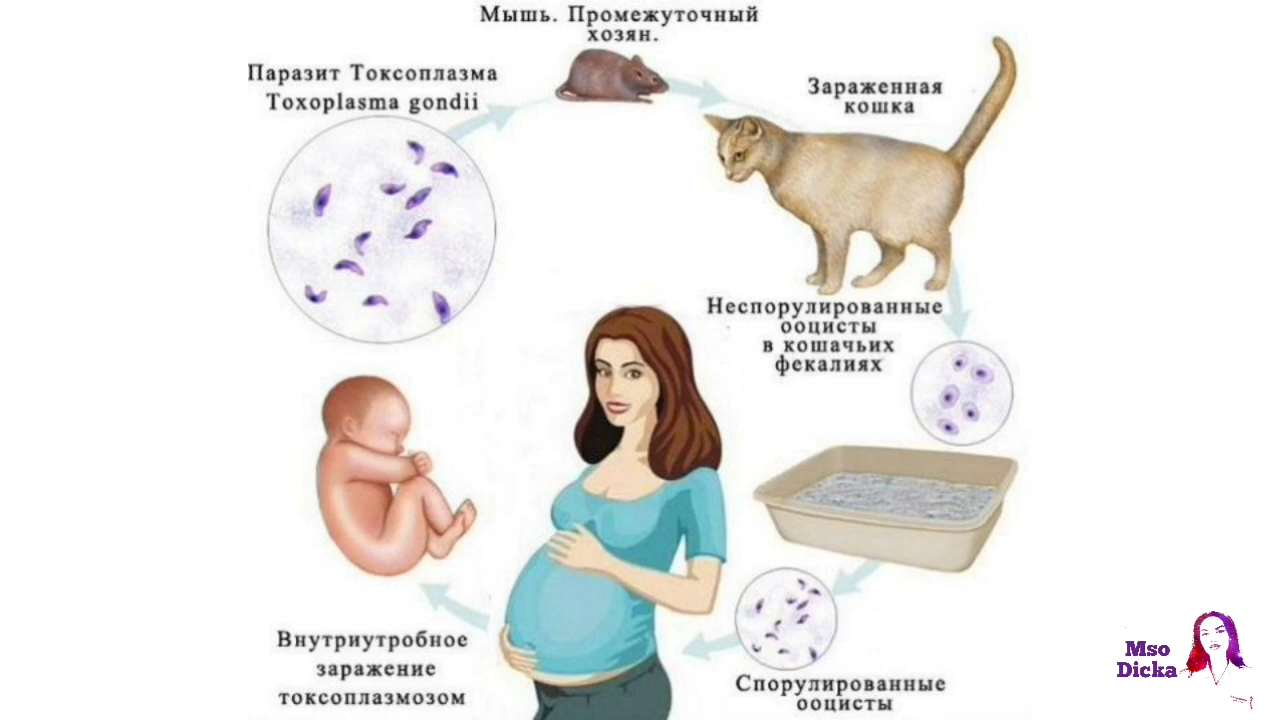 Мышь. Промежуточный
хозян.
Паразит Токсоплазма
Toxoplasma gondii
Зараженная
кошка
Неспорулированные
ооцисты
в кошачьих
фекалиях
Спорулированные
ооцисты
Внутриутробное
заражение
токсоплазмозом
Mso
Dicka